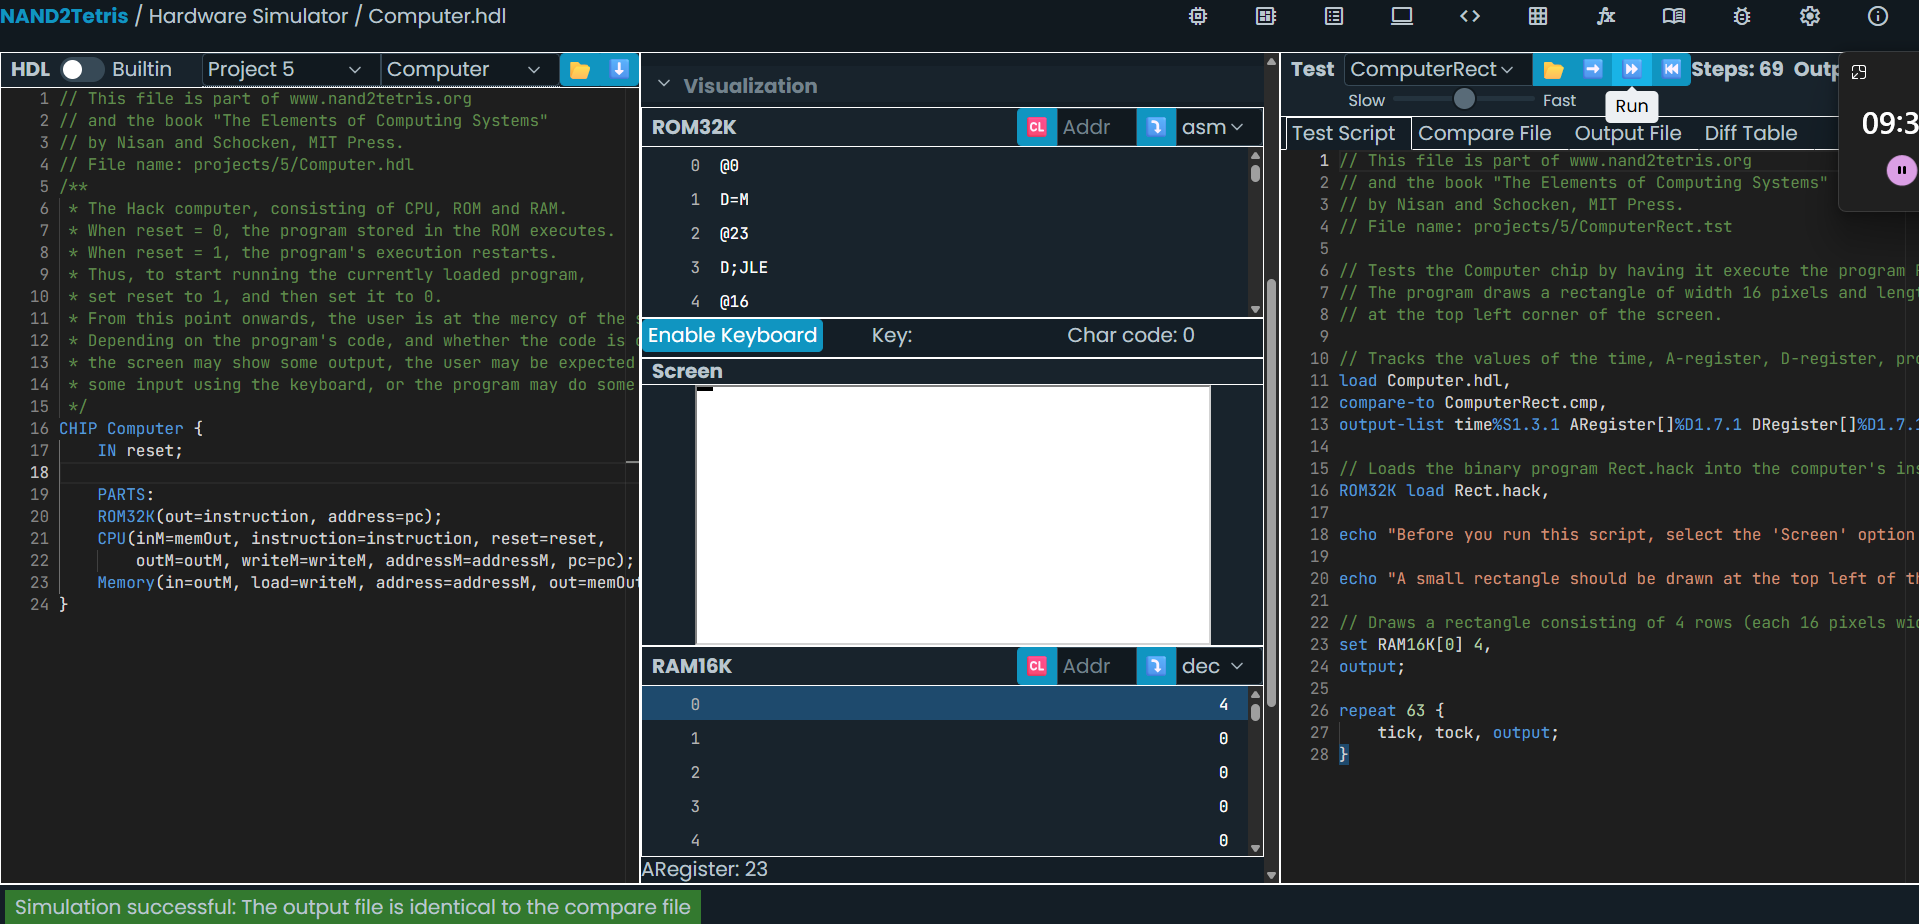 NAND2Tetris / Hardware Simulator / Computer.hdl
HDL Builtin Project 5 Computer
1 // This file is part of www.nand2tetris.org
2 // and the book "The Elements of Computing Systems"
3 // by Nisan and Schocken, MIT Press.
4 // File name: projects/5/Computer.hdl
5 /**
6 * The Hack computer, consisting of CPU, ROM and RAM.
7 * When reset = 0, the program stored in the ROM executes.
8 * When reset = 1, the program's execution restarts.
9 * Thus, to start running the currently loaded program,
10 * set reset to 1, and then set it to 0.
11 * From this point onwards, the user is at the mercy of the
12 * Depending on the program's code, and whether the code is
13 * the screen may show some output, the user may be expected
14 * some input using the keyboard, or the program may do some
15 */
16 CHIP Computer {
17 IN reset;
18
19 PARTS:
20 ROM32K(out=instruction, address=pc);
21 CPU(inM=memOut, instruction=instruction, reset=reset,
22 outM=outM, writeM=writeM, addressM=addressM, pc=pc);
23 Memory(in=outM, load=writeM, address=addressM, out=memOut
24 }
Visualization
ROM32K CL Addr asm
0 @0
1 D=M
2 @23
3 D;JLE
4 @16
Enable Keyboard Key: Char code: 0
Screen
RAM16K CL Addr dec
0 4
1 0
2 0
3 0
4 0
ARegister: 23
Test ComputerRect Steps: 69 Outp
Slow Fast
Run
09:3
Test Script Compare File Output File Diff Table
1 // This file is part of www.nand2tetris.org
2 // and the book "The Elements of Computing Systems"
3 // by Nisan and Schocken, MIT Press.
4 // File name: projects/5/ComputerRect.tst
5
6 // Tests the Computer chip by having it execute the program
7 // The program draws a rectangle of width 16 pixels and leng
8 // at the top left corner of the screen.
9
10 // Tracks the values of the time, A-register, D-register, pr
11 load Computer.hdl,
12 compare-to ComputerRect.cmp,
13 output-list time%S1.3.1 ARegister[]%D1.7.1 DRegister[]%D1.7.1
14
15 // Loads the binary program Rect.hack into the computer's ins
16 ROM32K load Rect.hack,
17
18 echo "Before you run this script, select the 'Screen' option
19
20 echo "A small rectangle should be drawn at the top left of th
21
22 // Draws a rectangle consisting of 4 rows (each 16 pixels wi
23 set RAM16K[0] 4,
24 output;
25
26 repeat 63 {
27 tick, tock, output;
28 }
Simulation successful: The output file is identical to the compare file